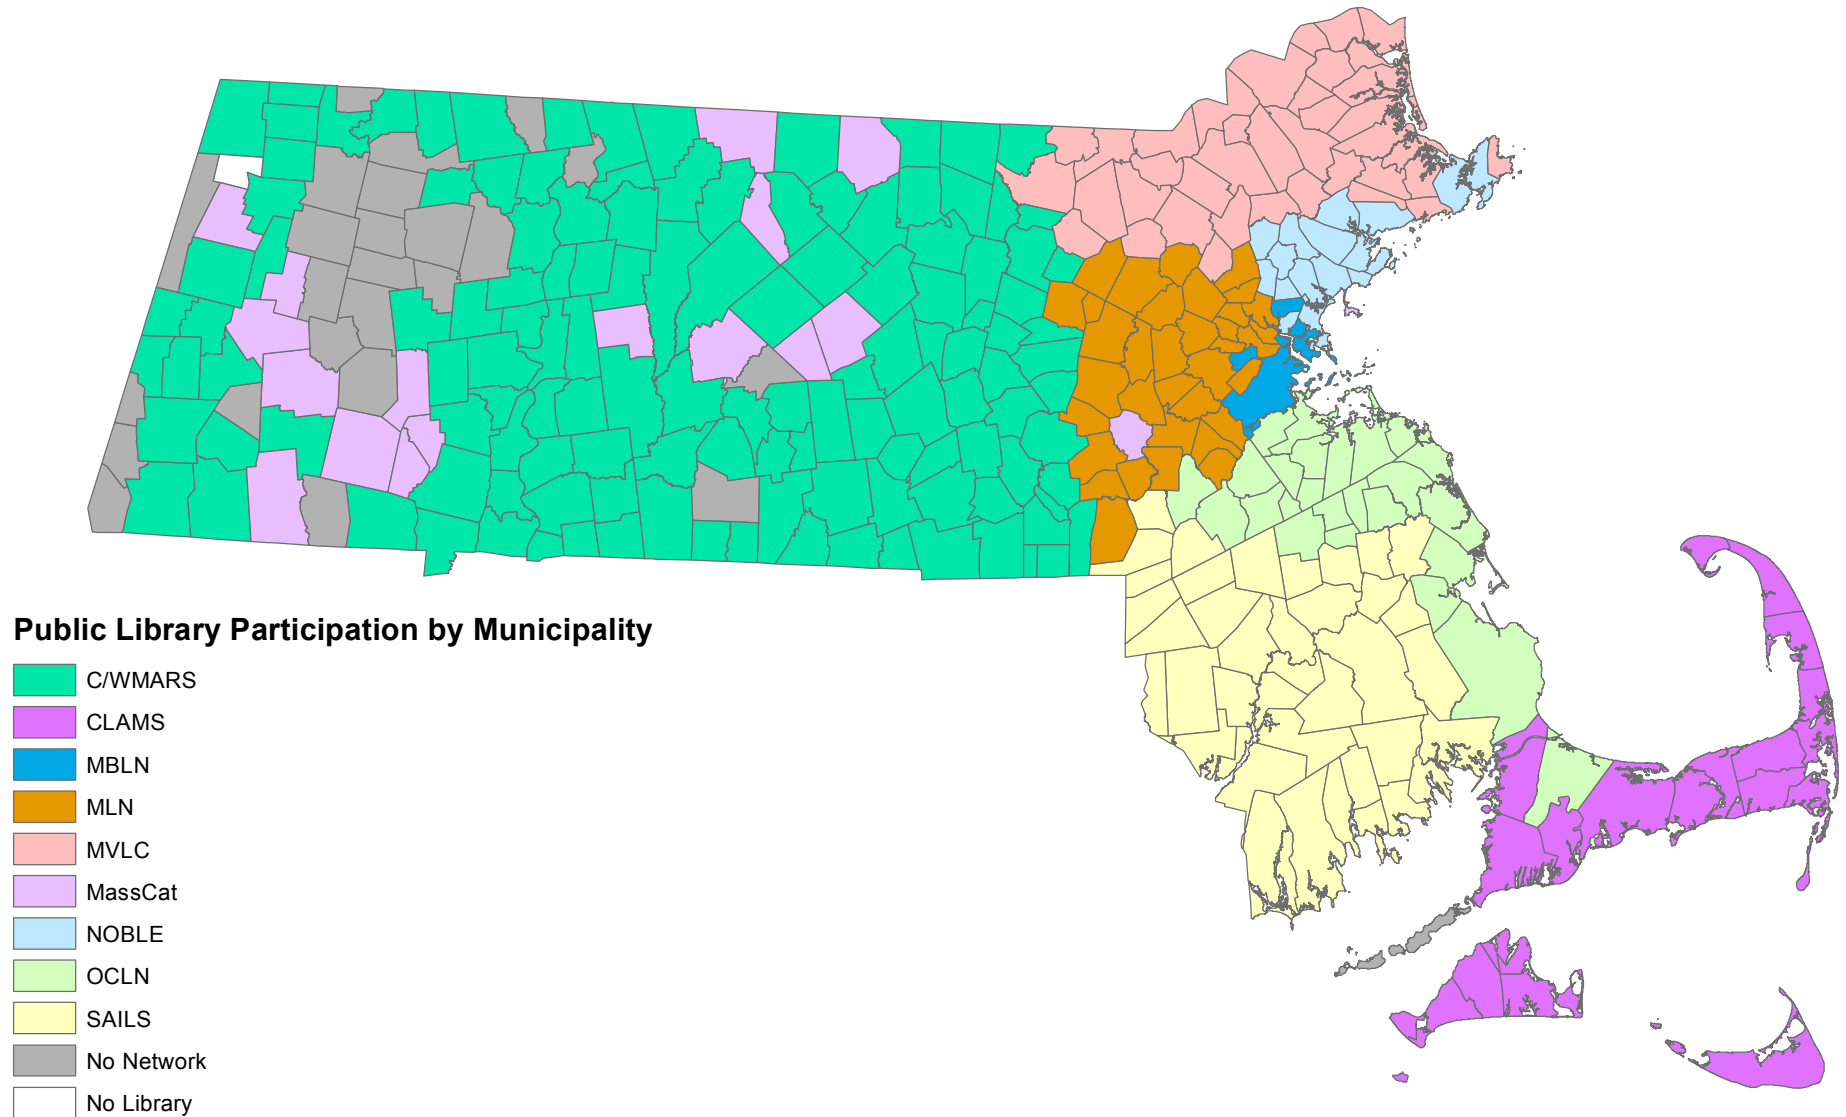 Public Library Participation by Municipality
C/WMARS
CLAMS
MBLN
MLN
MVLC
MassCat
NOBLE
OCLN
SAILS
No Network
No Library